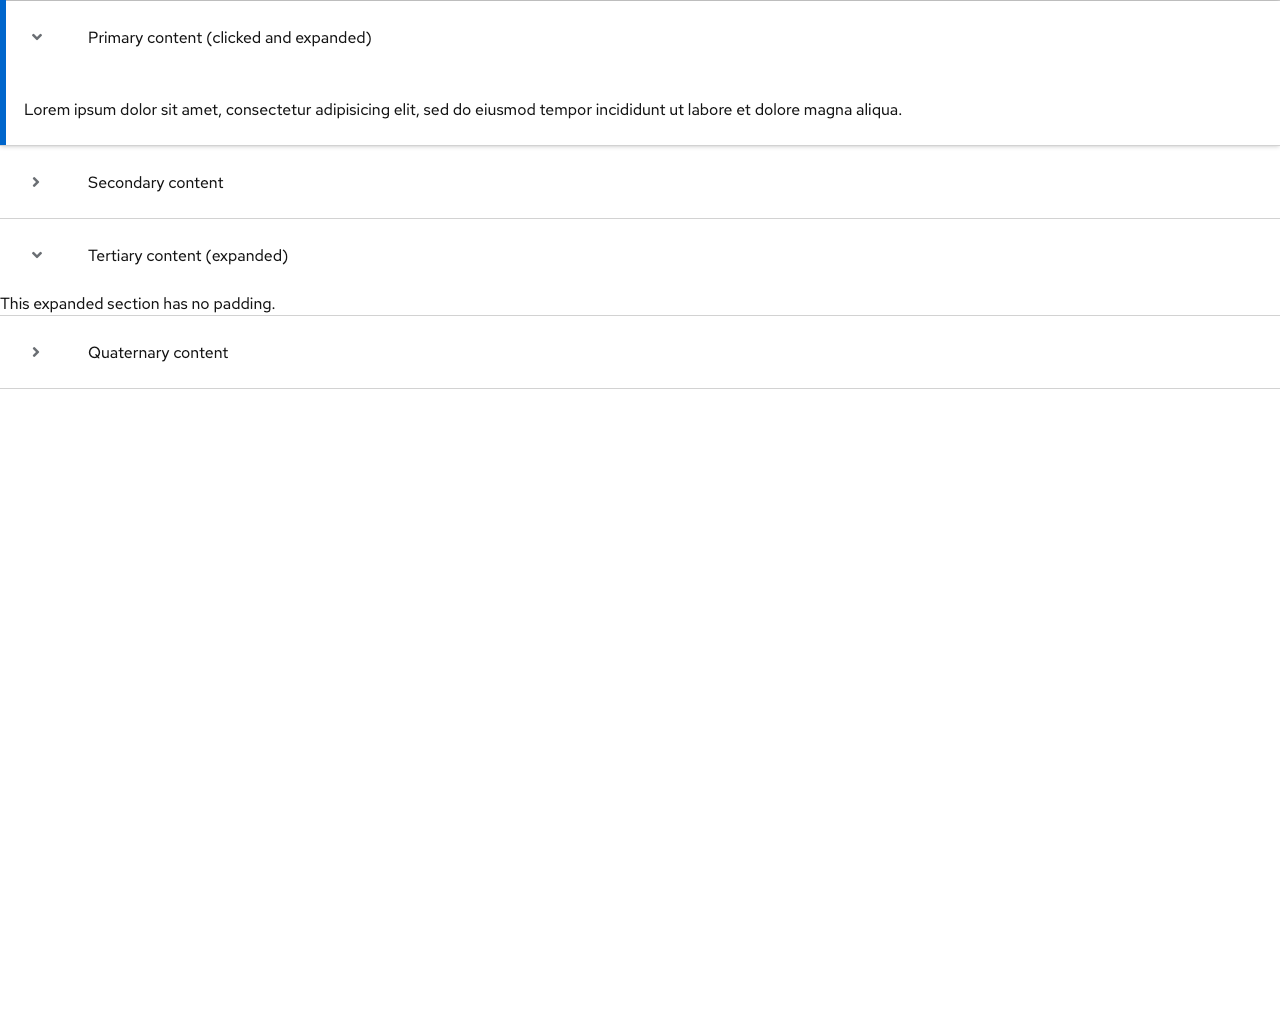 Primary content (clicked and expanded)
Lorem ipsum dolor sit amet, consectetur adipisicing elit, sed do eiusmod tempor incididunt ut labore et dolore magna aliqua.
Secondary content
Tertiary content (expanded)
This expanded section has no padding.
Quaternary content